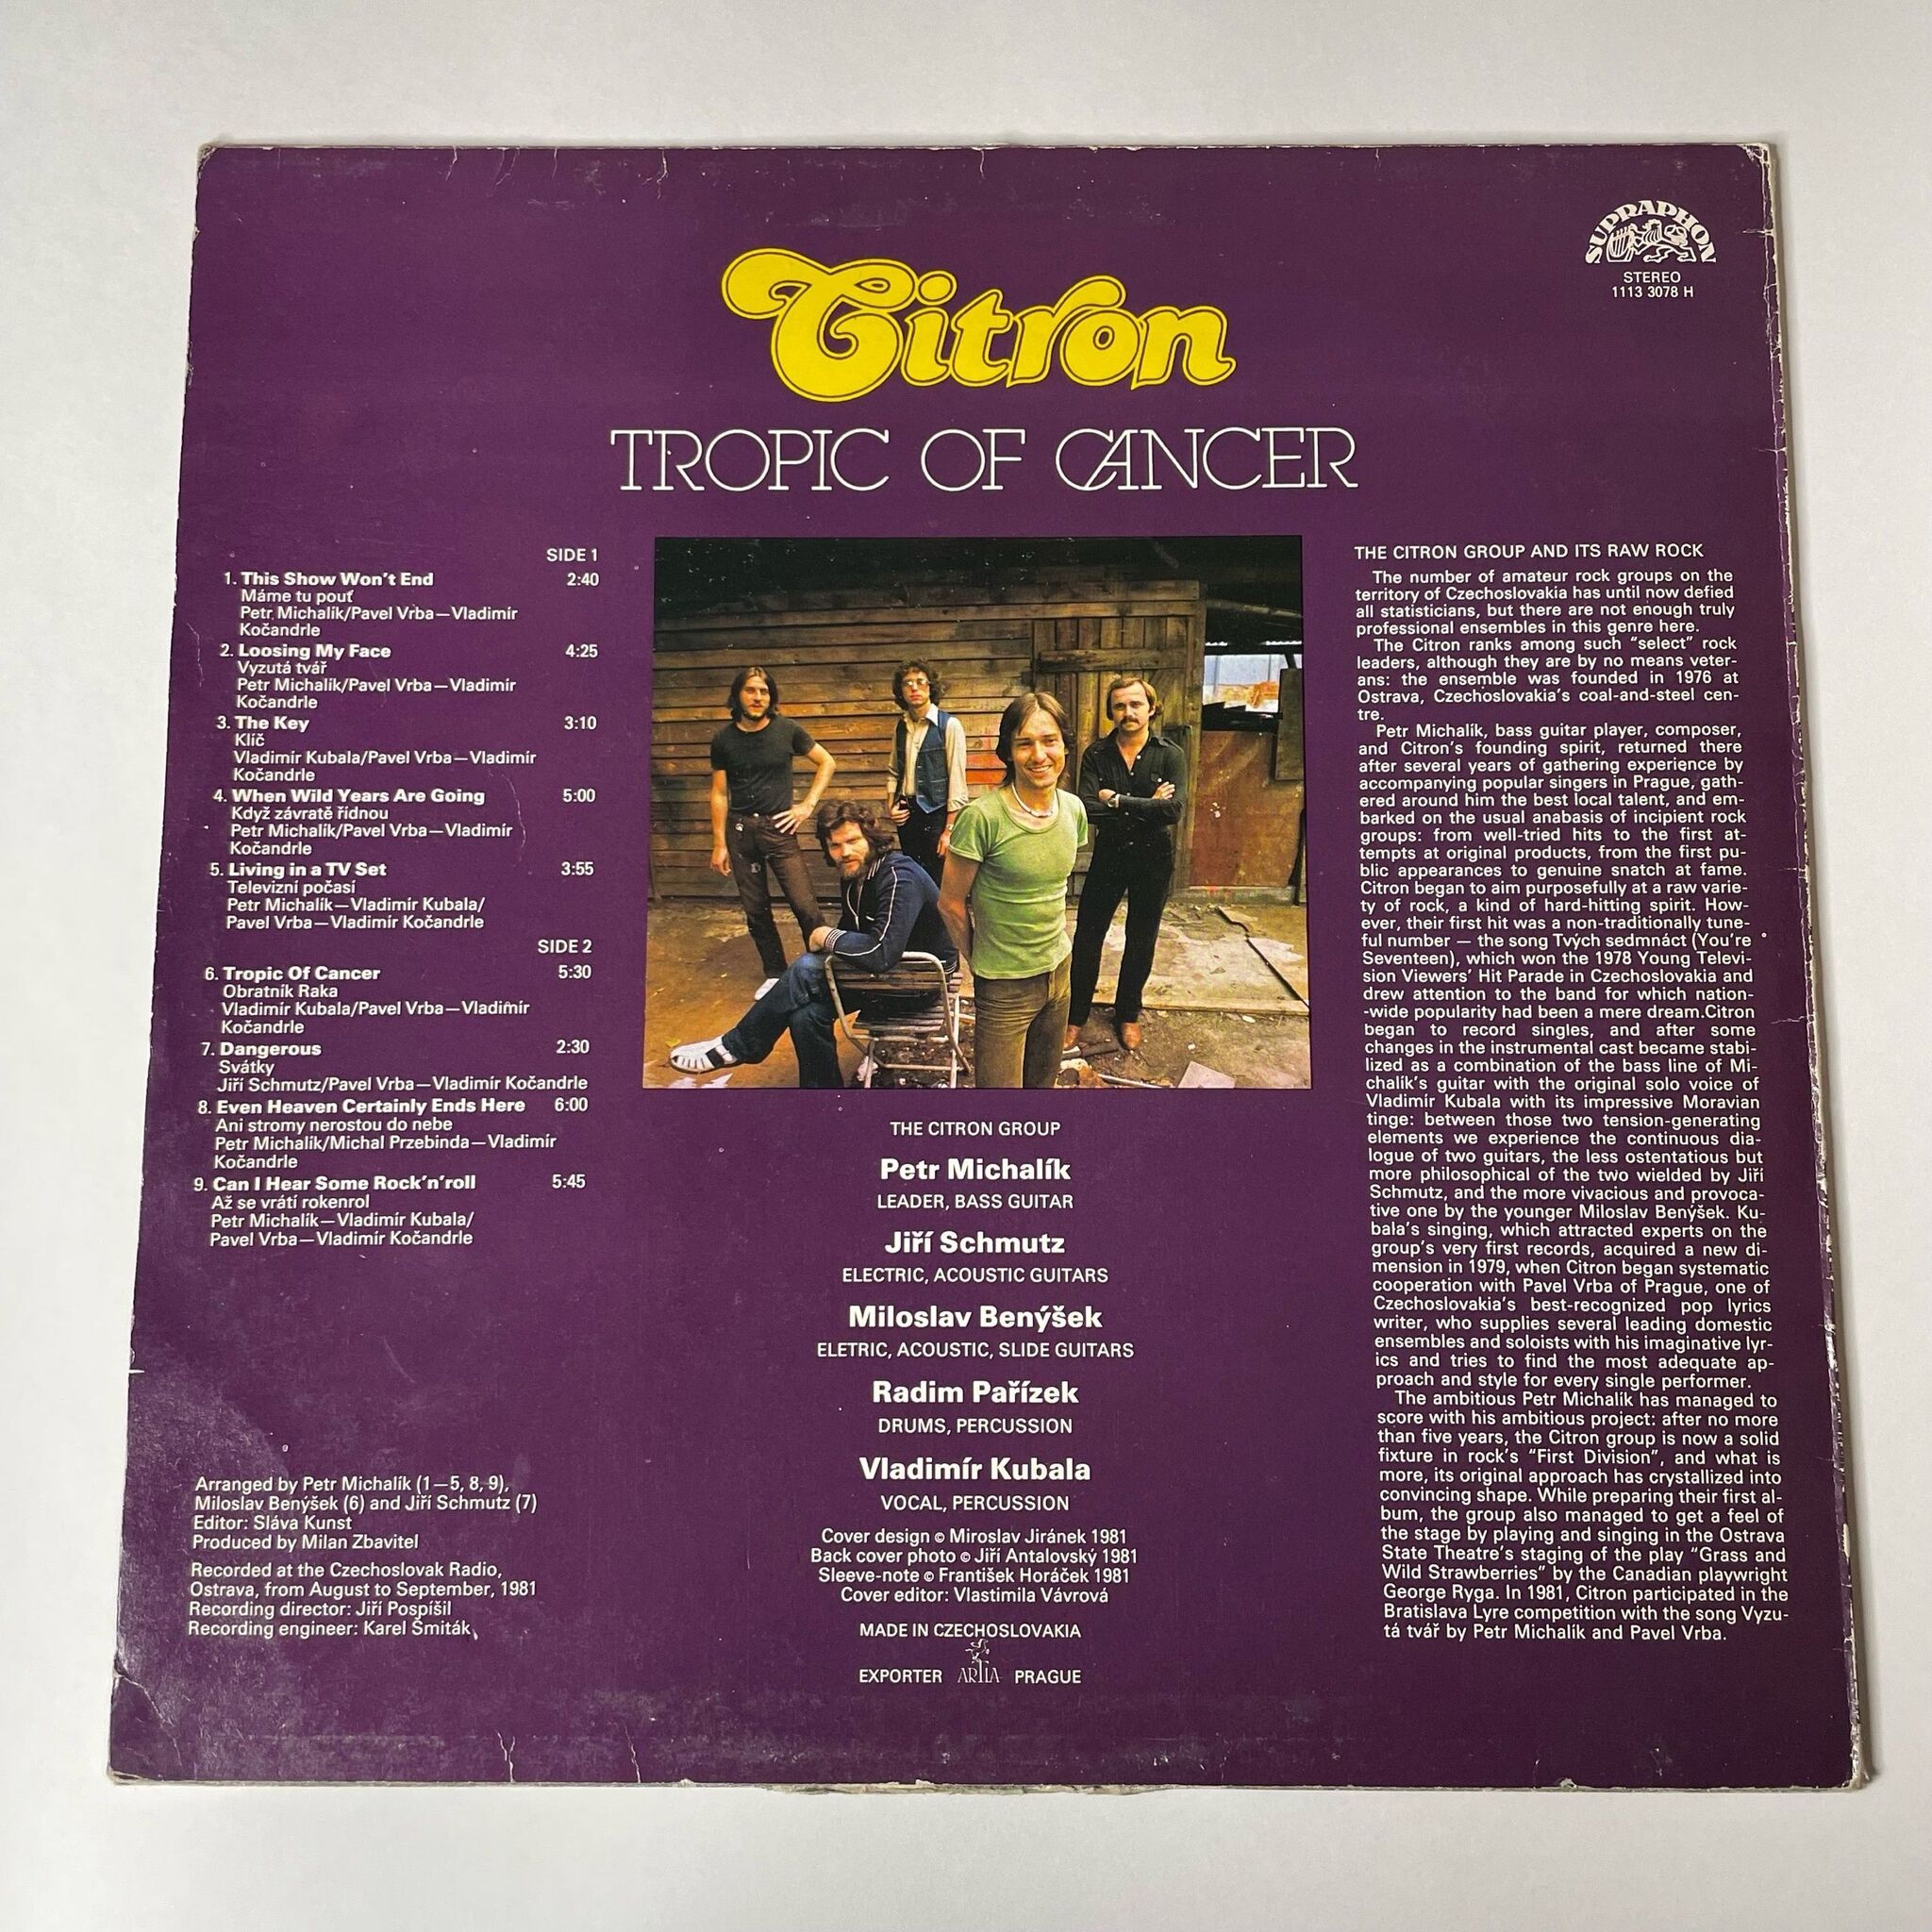 SUPRAPHON
STEREO
1113 3078 H
Citron
TROPIC OF CANCER
SIDE 1
1. This Show Won't End 2:40
Máme tu pouť
Petr Michalík/Pavel Vrba—Vladimír
Kočandrle
2. Loosing My Face 4:25
Vyzutá tvář
Petr Michalík/Pavel Vrba—Vladimír
Kočandrle
3. The Key 3:10
Klíč
Vladimír Kubala/Pavel Vrba—Vladimír
Kočandrle
4. When Wild Years Are Going 5:00
Když závratě řídnou
Petr Michalík/Pavel Vrba—Vladimír
Kočandrle
5. Living in a TV Set 3:55
Televizní počasí
Petr Michalík—Vladimír Kubala/
Pavel Vrba—Vladimír Kočandrle
SIDE 2
6. Tropic Of Cancer 5:30
Obratník Raka
Vladimír Kubala/Pavel Vrba—Vladimír
Kočandrle
7. Dangerous 2:30
Svátky
Jiří Schmutz/Pavel Vrba—Vladimír Kočandrle
8. Even Heaven Certainly Ends Here 6:00
Ani stromy nerostou do nebe
Petr Michalík/Michal Przebinda—Vladimír
Kočandrle
9. Can I Hear Some Rock'n'roll 5:45
Až se vrátí rokenrol
Petr Michalík—Vladimír Kubala/
Pavel Vrba—Vladimír Kočandrle
Arranged by Petr Michalík (1—5, 8, 9),
Miloslav Benýšek (6) and Jiří Schmutz (7)
Editor: Sláva Kunst
Produced by Milan Zbavitel
Recorded at the Czechoslovak Radio,
Ostrava, from August to September, 1981
Recording director: Jiří Pospíšil
Recording engineer: Karel Šmiták
THE CITRON GROUP
Petr Michalík
LEADER, BASS GUITAR
Jiří Schmutz
ELECTRIC, ACOUSTIC GUITARS
Miloslav Benýšek
ELETRIC, ACOUSTIC, SLIDE GUITARS
Radim Pařízek
DRUMS, PERCUSSION
Vladimír Kubala
VOCAL, PERCUSSION
Cover design © Miroslav Jiránek 1981
Back cover photo © Jiří Antalovský 1981
Sleeve-note © František Horáček 1981
Cover editor: Vlastimila Vávrová
MADE IN CZECHOSLOVAKIA
EXPORTER ARTIA PRAGUE
THE CITRON GROUP AND ITS RAW ROCK
The number of amateur rock groups on the
territory of Czechoslovakia has until now defied
all statisticians, but there are not enough truly
professional ensembles in this genre here.
The Citron ranks among such "select" rock
leaders, although they are by no means veter-
ans: the ensemble was founded in 1976 at
Ostrava, Czechoslovakia's coal-and-steel cen-
tre.
Petr Michalík, bass guitar player, composer,
and Citron's founding spirit, returned there
after several years of gathering experience by
accompanying popular singers in Prague, gath-
ered around him the best local talent, and em-
barked on the usual anabasis of incipient rock
groups: from well-tried hits to the first at-
tempts at original products, from the first pu-
blic appearances to genuine snatch at fame.
Citron began to aim purposefully at a raw varie-
ty of rock, a kind of hard-hitting spirit. How-
ever, their first hit was a non-traditionally tune-
ful number — the song Tvých sedmnáct (You're
Seventeen), which won the 1978 Young Televi-
sion Viewers' Hit Parade in Czechoslovakia and
drew attention to the band for which nation-
-wide popularity had been a mere dream.Citron
began to record singles, and after some
changes in the instrumental cast became stabi-
lized as a combination of the bass line of Mi-
chalík's guitar with the original solo voice of
Vladimír Kubala with its impressive Moravian
tinge: between those two tension-generating
elements we experience the continuous dia-
logue of two guitars, the less ostentatious but
more philosophical of the two wielded by Jiří
Schmutz, and the more vivacious and provoca-
tive one by the younger Miloslav Benýšek. Ku-
bala's singing, which attracted experts on the
group's very first records, acquired a new di-
mension in 1979, when Citron began systematic
cooperation with Pavel Vrba of Prague, one of
Czechoslovakia's best-recognized pop lyrics
writer, who supplies several leading domestic
ensembles and soloists with his imaginative lyr-
ics and tries to find the most adequate ap-
proach and style for every single performer.
The ambitious Petr Michalík has managed to
score with his ambitious project: after no more
than five years, the Citron group is now a solid
fixture in rock's "First Division", and what is
more, its original approach has crystallized into
convincing shape. While preparing their first al-
bum, the group also managed to get a feel of
the stage by playing and singing in the Ostrava
State Theatre's staging of the play "Grass and
Wild Strawberries" by the Canadian playwright
George Ryga. In 1981, Citron participated in the
Bratislava Lyre competition with the song Vyzu-
tá tvář by Petr Michalík and Pavel Vrba.